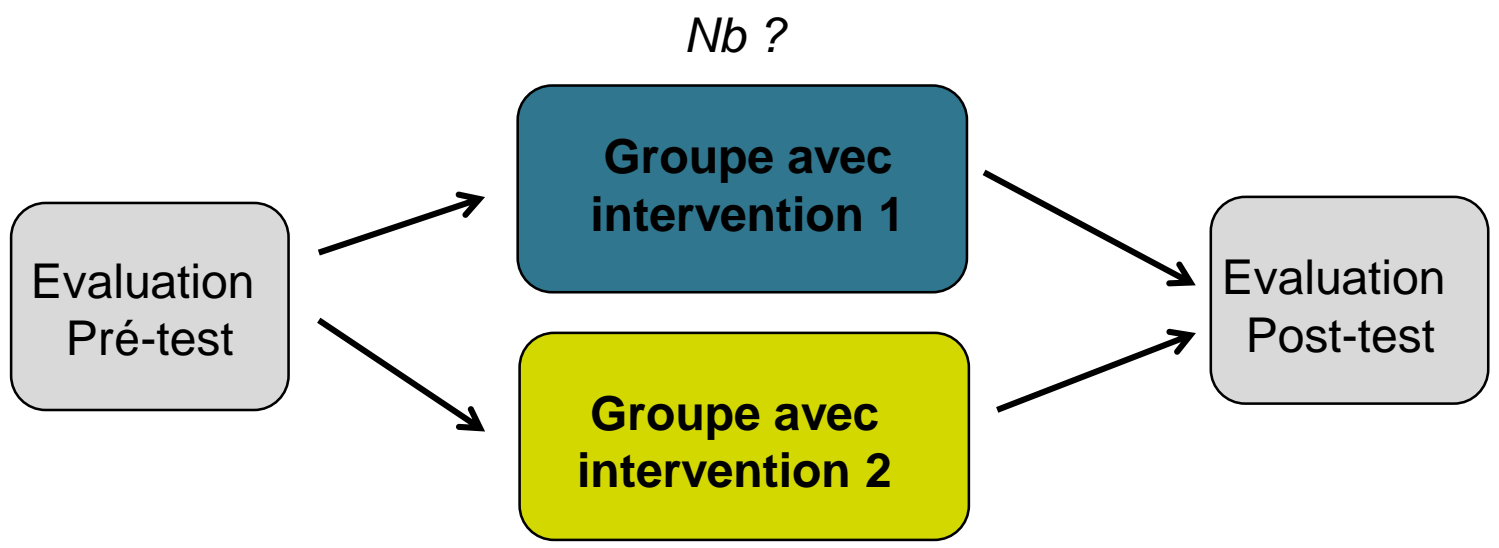 Nb ?
Groupe avec
intervention 1
Evaluation
Pré-test
Evaluation
Post-test
Groupe avec
intervention 2